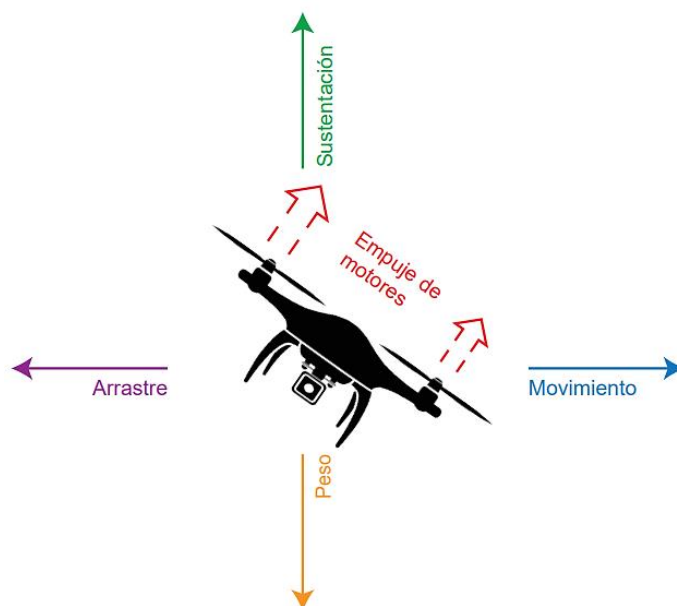 Sustentación
Empuje de
motores
Arrastre
Movimiento
Peso